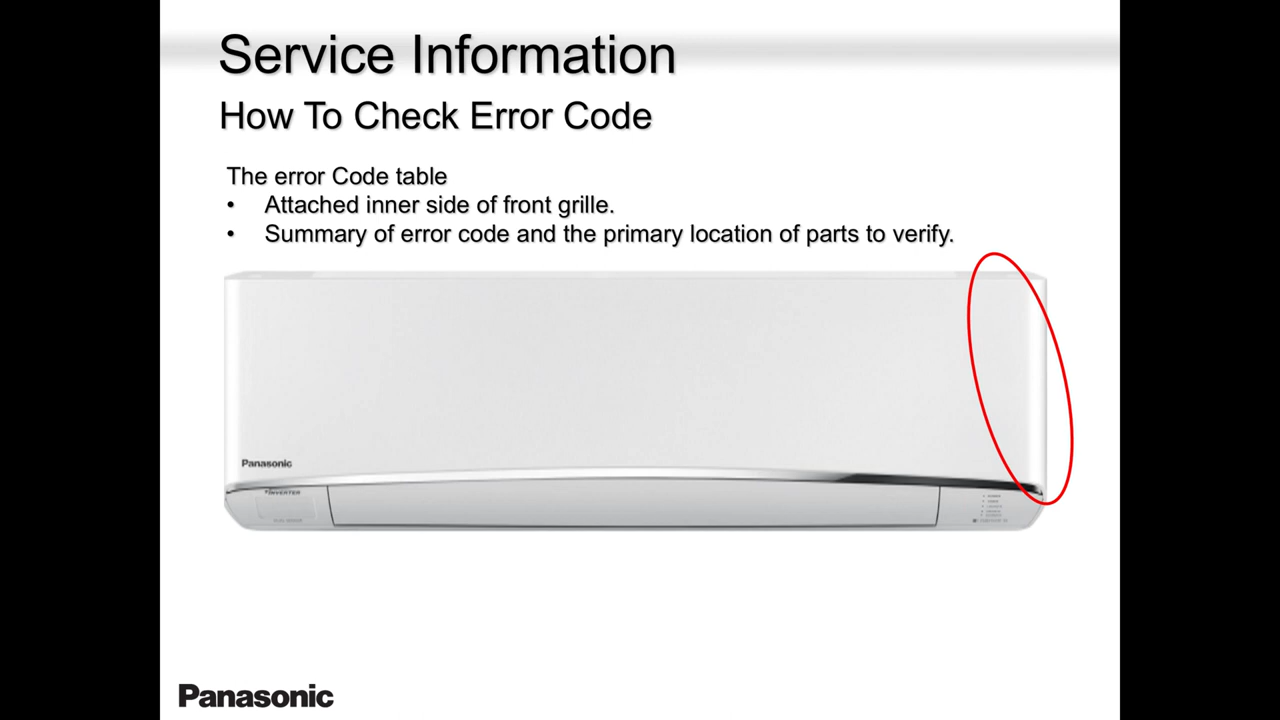 Service Information
How To Check Error Code
The error Code table
• Attached inner side of front grille.
• Summary of error code and the primary location of parts to verify.
Panasonic
INVERTER
Panasonic